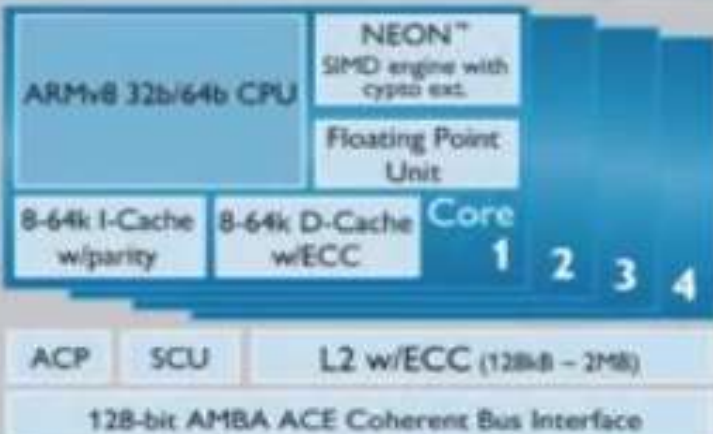 ARMv8 32b/64b CPU
NEON™
SIMD engine with
cypto ext.
Floating Point
Unit
8-64k I-Cache
w/parity
8-64k D-Cache
w/ECC
Core
1
2
3
4
ACP
SCU
L2 w/ECC (128kB – 2MB)
128-bit AMBA ACE Coherent Bus Interface